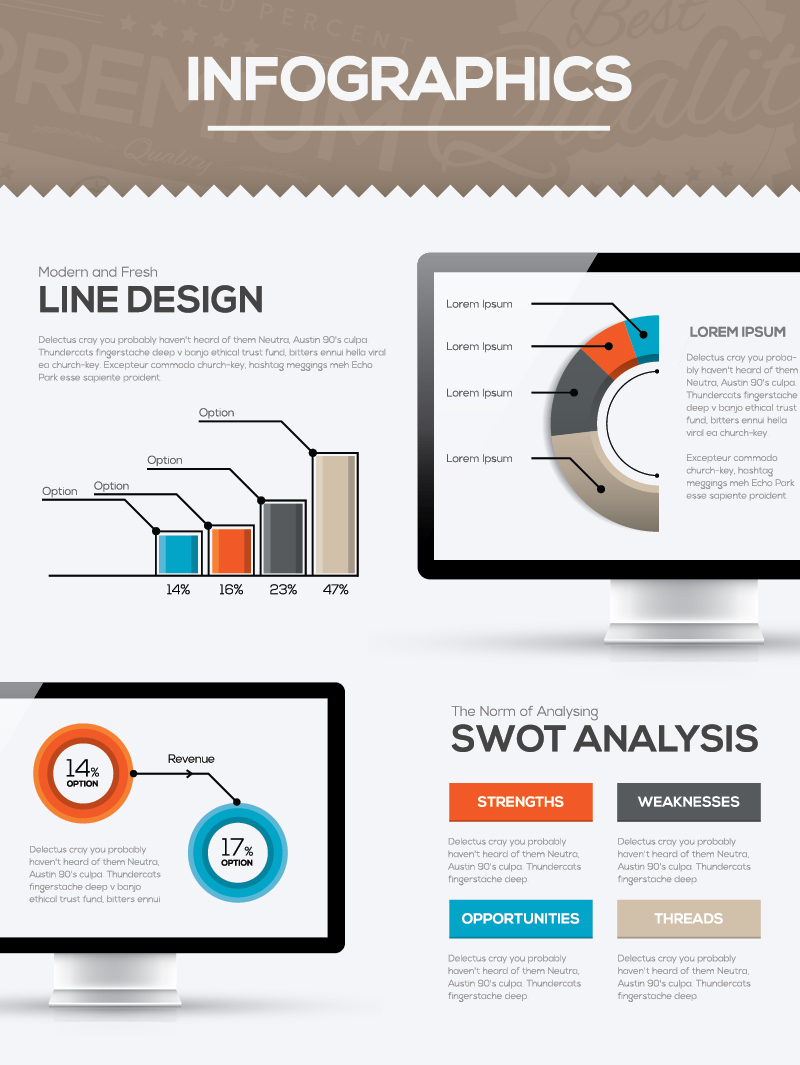 WORLD PERCENT
Best
PREMIUM
Quality
Quality
INFOGRAPHICS
Modern and Fresh
LINE DESIGN
Delectus cray you probably haven't heard of them Neutra, Austin 90's culpa.
Thundercats fingerstache deep v banjo ethical trust fund, bitters ennui hella viral
ea church-key. Excepteur commodo church-key, hashtag meggings meh Echo
Park esse sapiente proident.
Option
Option
Option
Option
14%
16%
23%
47%
Lorem Ipsum
Lorem Ipsum
Lorem Ipsum
Lorem Ipsum
LOREM IPSUM
Delectus cray you proba-
bly haven't heard of them
Neutra, Austin 90's culpa.
Thundercats fingerstache
deep v banjo ethical trust
fund, bitters ennui hella
viral ea church-key.
Excepteur commodo
church-key, hashtag
meggings meh Echo Park
esse sapiente proident
14%
OPTION
Revenue
17%
OPTION
Delectus cray you probably
haven't heard of them Neutra,
Austin 90's culpa. Thundercats
fingerstache deep v banjo
ethical trust fund, bitters ennui
The Norm of Analysing
SWOT ANALYSIS
STRENGTHS
Delectus cray you probably
haven't heard of them Neutra,
Austin 90's culpa. Thundercats
fingerstache deep
WEAKNESSES
Delectus cray you probably
haven't heard of them Neutra,
Austin 90's culpa. Thundercats
fingerstache deep.
OPPORTUNITIES
Delectus cray you probably
haven't heard of them Neutra,
Austin 90's culpa. Thundercats
fingerstache deep
THREADS
Delectus cray you probably
haven't heard of them Neutra,
Austin 90's culpa. Thundercats
fingerstache deep.